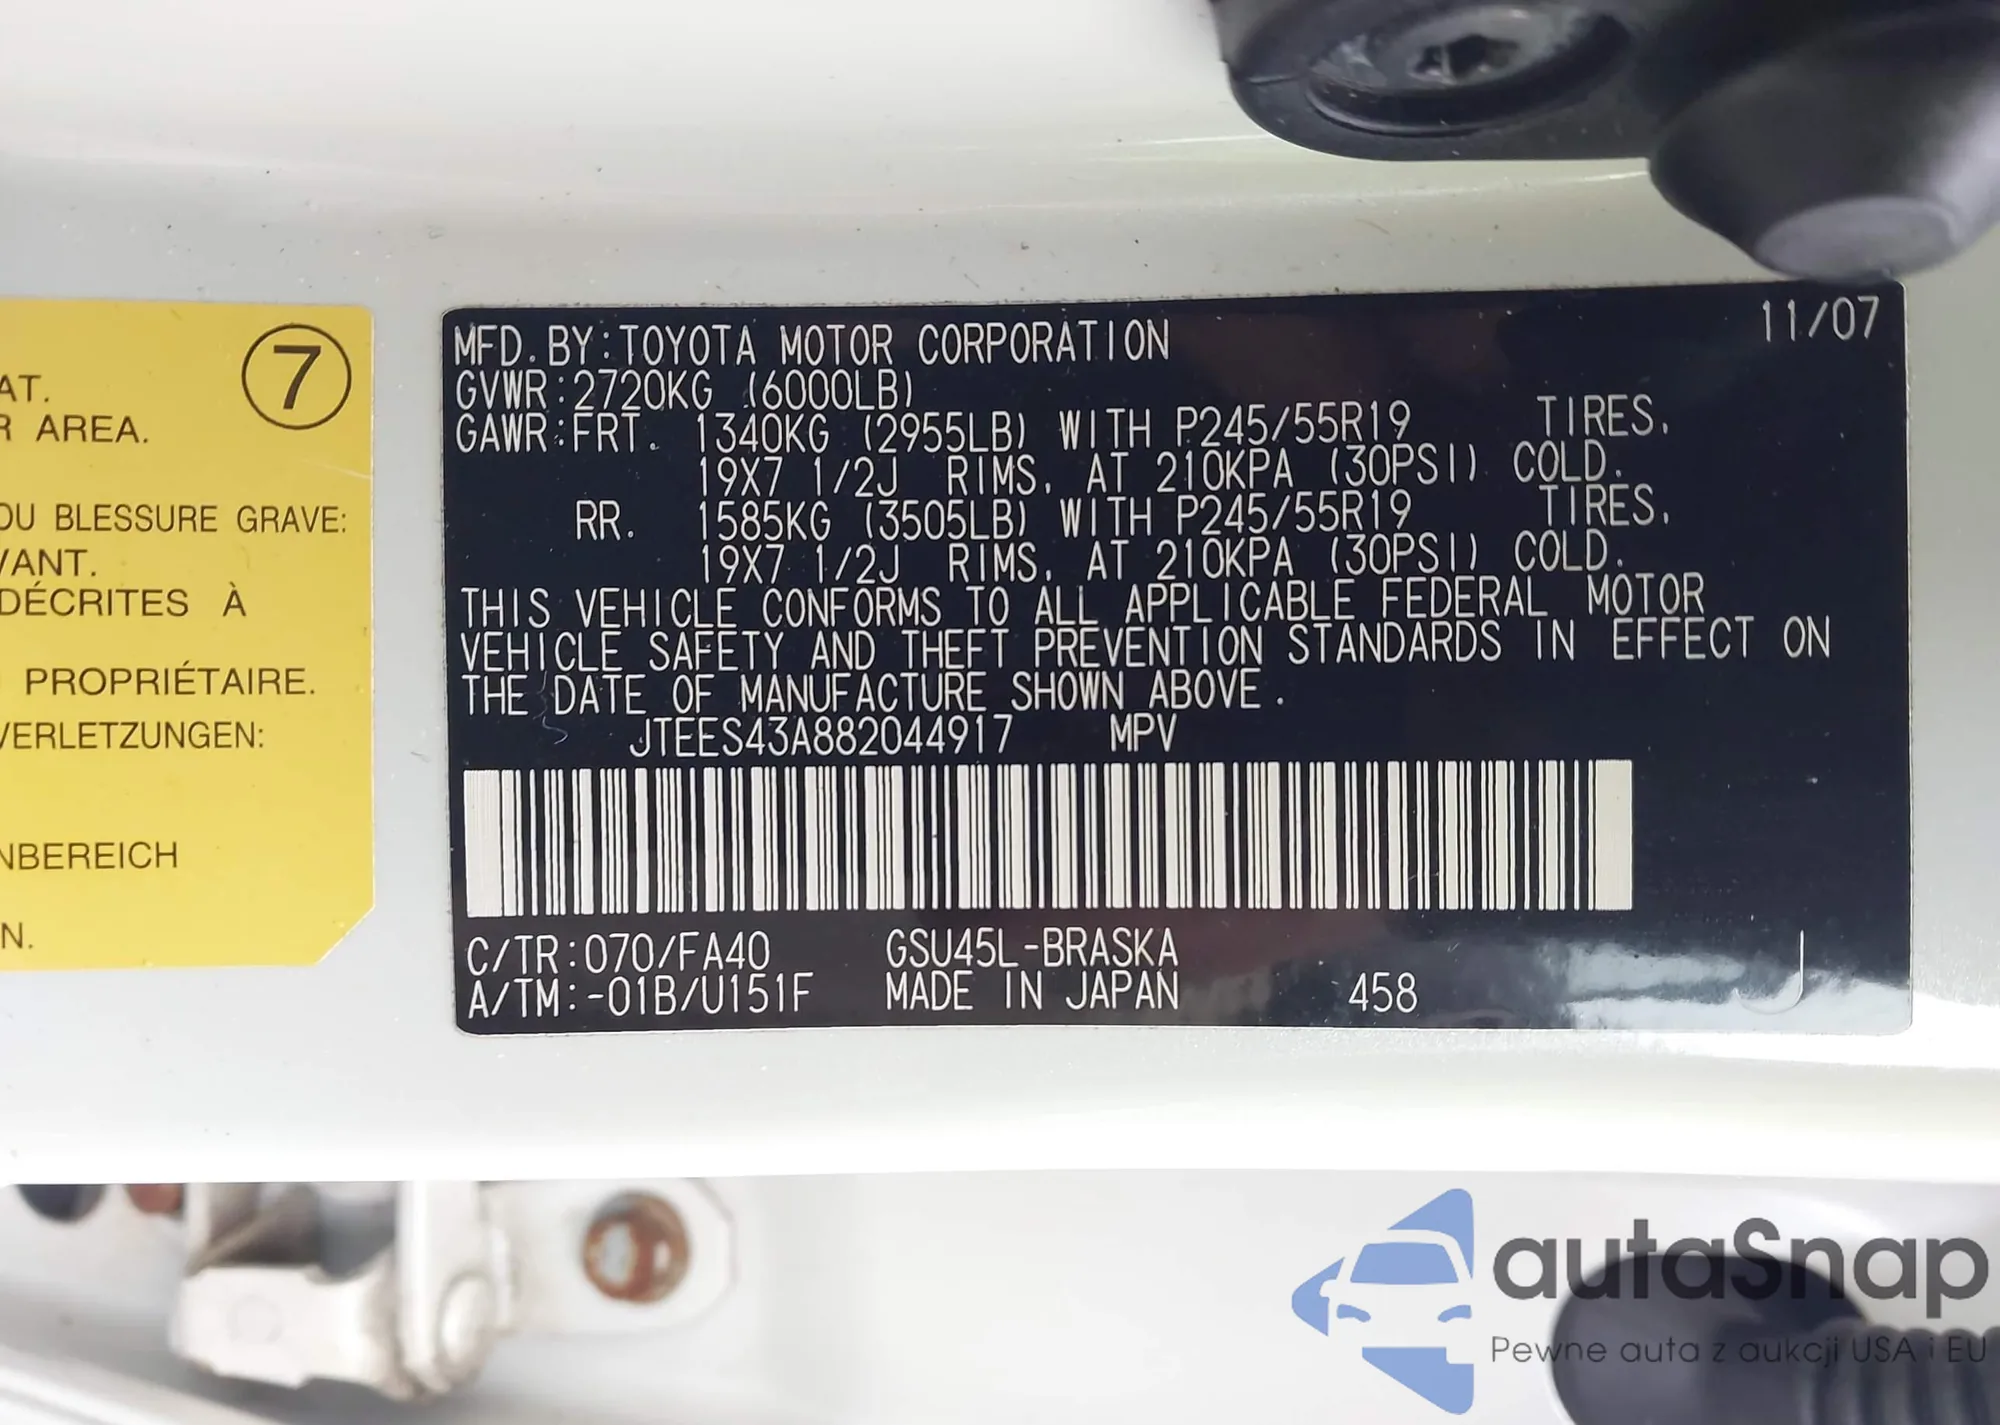 AT.
R AREA.
7
OU BLESSURE GRAVE:
VANT.
DÉCRITES À
PROPRIÉTAIRE.
VERLETZUNGEN:
NBEREICH
N.
11/07
MFD. BY:TOYOTA MOTOR CORPORATION
GVWR:2720KG (6000LB)
GAWR:FRT. 1340KG (2955LB) WITH P245/55R19 TIRES,
19X7 1/2J RIMS, AT 210KPA (30PSI) COLD.
RR. 1585KG (3505LB) WITH P245/55R19 TIRES,
19X7 1/2J RIMS, AT 210KPA (30PSI) COLD.
THIS VEHICLE CONFORMS TO ALL APPLICABLE FEDERAL MOTOR
VEHICLE SAFETY AND THEFT PREVENTION STANDARDS IN EFFECT ON
THE DATE OF MANUFACTURE SHOWN ABOVE.
JTEES43A882044917 MPV
C/TR:070/FA40 GSU45L-BRASKA
A/TM:-01B/U151F MADE IN JAPAN 458 J
autaSnap
Pewne auta z aukcji USA i EU